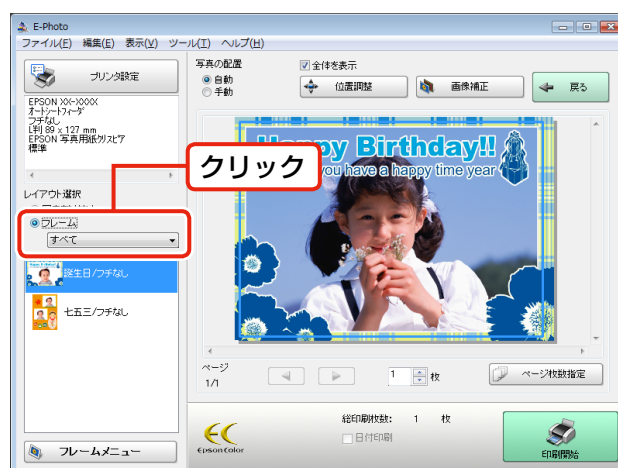 E-Photo
ファイル(F) 編集(E) 表示(V) ツール(T) ヘルプ(H)
プリンタ設定
EPSON XX-XXXX
オートシートフィーダ
フチなし
L判 89 x 127 mm
EPSON 写真用紙クリスピア
標準
レイアウト選択
フレーム
すべて
誕生日/フチなし
七五三/フチなし
フレームメニュー
写真の配置
自動
手動
全体を表示
位置調整
画像補正
戻る
クリック
Happy Birthday!!
you have a happy time year
ページ
1/1
1 枚
ページ枚数指定
Epson Color
総印刷枚数: 1 枚
日付印刷
印刷開始